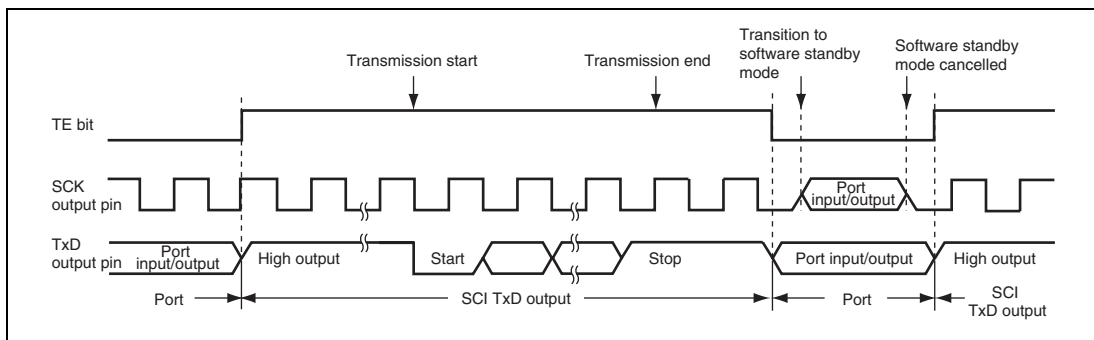 Transmission start
Transmission end
Transition to
software standby
mode
Software standby
mode cancelled
TE bit
SCK
output pin
Port
input/output
TxD
output pin
Port
input/output
High output
Start
Stop
Port input/output
High output
Port
SCI TxD output
Port
SCI
TxD output